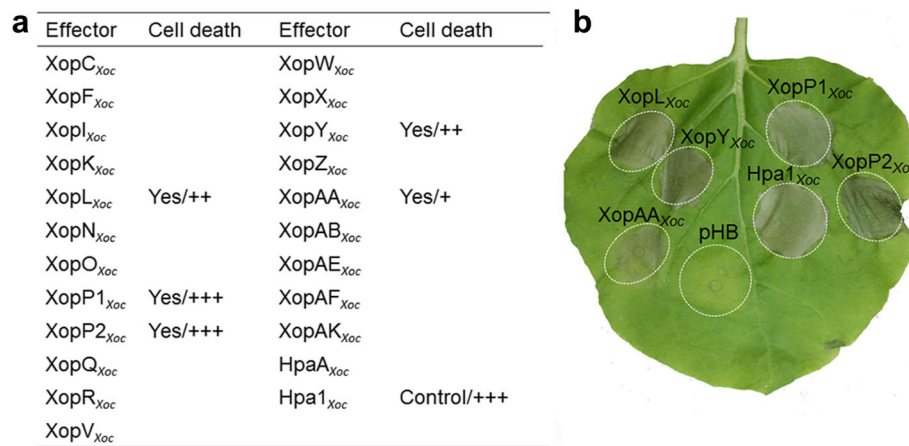 a
Effector Cell death Effector Cell death
XopC_Xoc XopW_Xoc
XopF_Xoc XopX_Xoc
XopI_Xoc XopY_Xoc Yes/++
XopK_Xoc XopZ_Xoc
XopL_Xoc Yes/++ XopAA_Xoc Yes/+
XopN_Xoc XopAB_Xoc
XopO_Xoc XopAE_Xoc
XopP1_Xoc Yes/+++ XopAF_Xoc
XopP2_Xoc Yes/+++ XopAK_Xoc
XopQ_Xoc HpaA_Xoc
XopR_Xoc Hpa1_Xoc Control/+++
XopV_Xoc
b
XopL_Xoc
XopP1_Xoc
XopY_Xoc
XopP2_Xo
Hpa1_Xoc
XopAA_Xoc
pHB